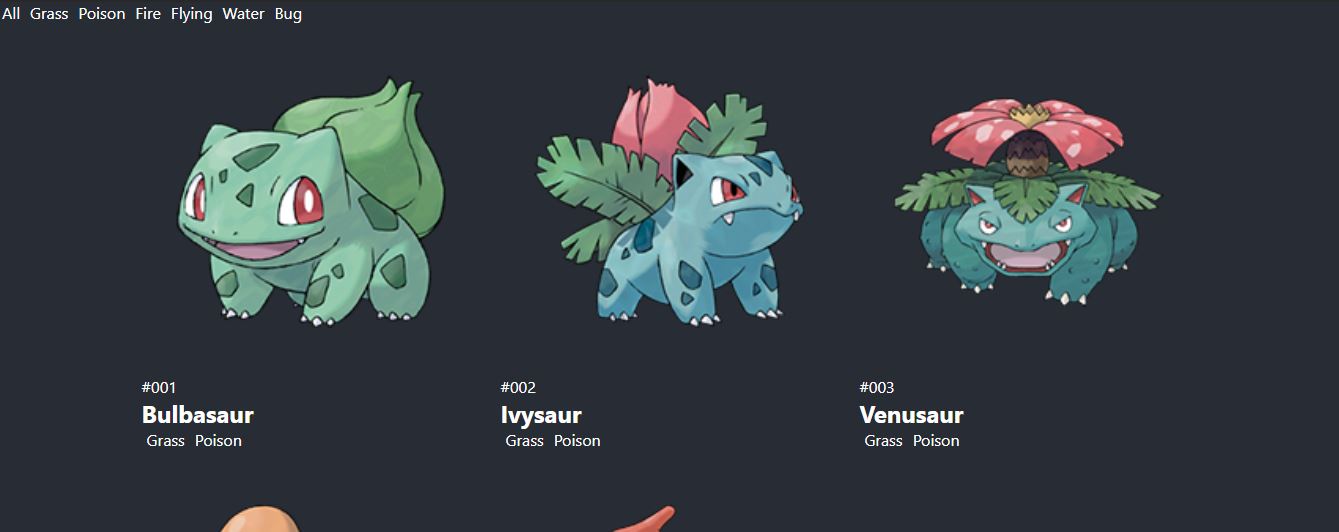 All Grass Poison Fire Flying Water Bug
#001
Bulbasaur
Grass Poison
#002
Ivysaur
Grass Poison
#003
Venusaur
Grass Poison